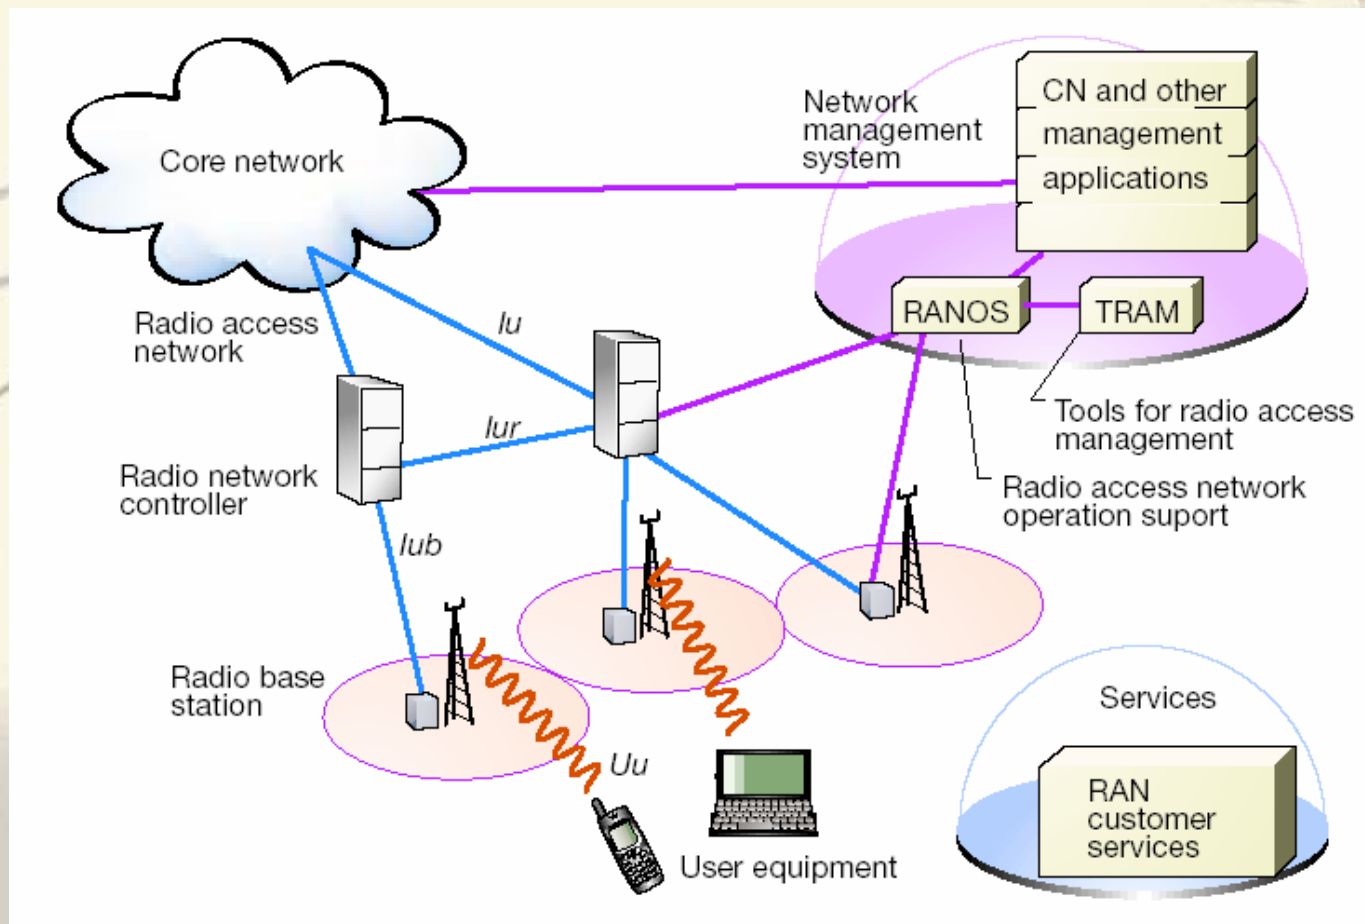 Core network
Network
management
system
CN and other
management
applications
RANOS
TRAM
Radio access
network
Iu
Iur
Tools for radio access
management
Radio network
controller
Radio access network
operation suport
Iub
Radio base
station
Uu
User equipment
Services
RAN
customer
services